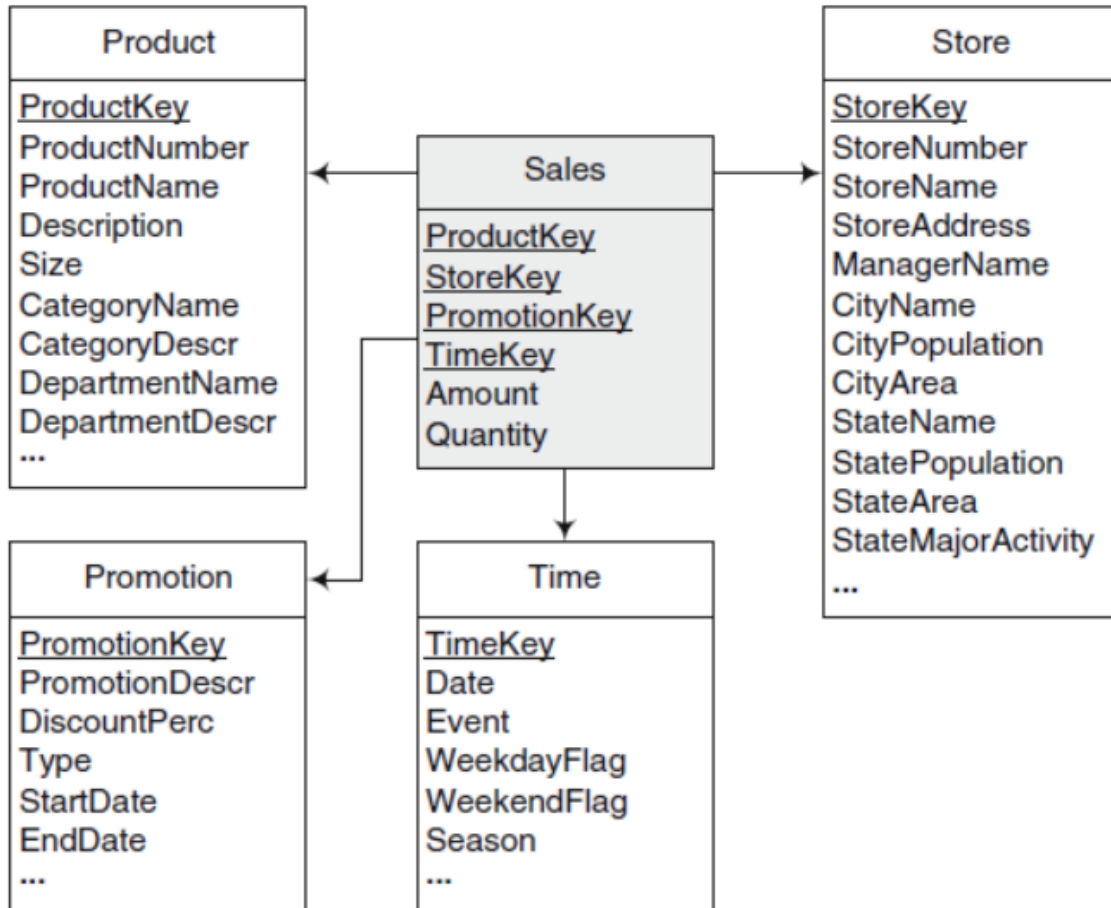 Product
ProductKey
ProductNumber
ProductName
Description
Size
CategoryName
CategoryDescr
DepartmentName
DepartmentDescr
...
Sales
ProductKey
StoreKey
PromotionKey
TimeKey
Amount
Quantity
Store
StoreKey
StoreNumber
StoreName
StoreAddress
ManagerName
CityName
CityPopulation
CityArea
StateName
StatePopulation
StateArea
StateMajorActivity
...
Promotion
PromotionKey
PromotionDescr
DiscountPerc
Type
StartDate
EndDate
...
Time
TimeKey
Date
Event
WeekdayFlag
WeekendFlag
Season
...